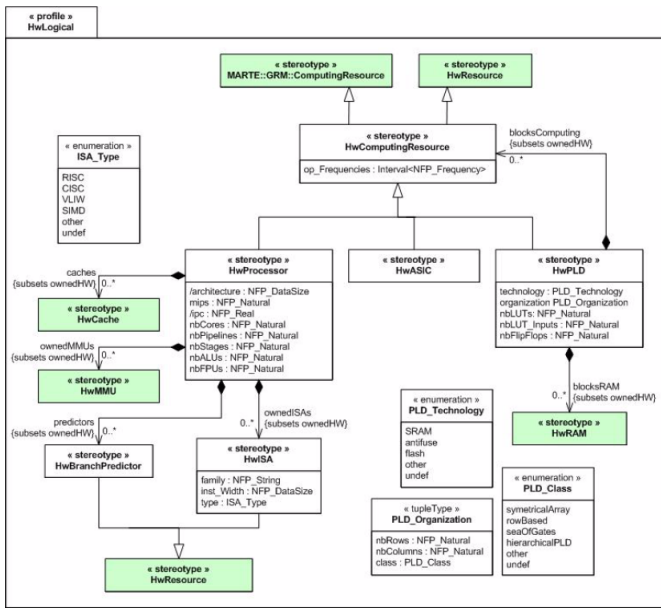 « profile »
HwLogical
« stereotype »
MARTE::GRM::ComputingResource
« stereotype »
HwResource
« stereotype »
HwComputingResource
op_Frequencies : Interval<NFP_Frequency>
blocksComputing
{subsets ownedHW}
0..*
« enumeration »
ISA_Type
RISC
CISC
VLIW
SIMD
other
undef
« stereotype »
HwProcessor
/architecture : NFP_DataSize
mips : NFP_Natural
/ipc : NFP_Real
nbCores : NFP_Natural
nbPipelines : NFP_Natural
nbStages : NFP_Natural
nbALUs : NFP_Natural
nbFPUs : NFP_Natural
« stereotype »
HwASIC
« stereotype »
HwPLD
technology : PLD_Technology
organization PLD_Organization
nbLUTs: NFP_Natural
nbLUT_Inputs : NFP_Natural
nbFlipFlops : NFP_Natural
caches
{subsets ownedHW}
0..*
« stereotype »
HwCache
ownedMMUs
{subsets ownedHW}
0..*
« stereotype »
HwMMU
predictors
{subsets ownedHW}
0..*
« stereotype »
HwBranchPredictor
ownedISAs
{subsets ownedHW}
0..*
« stereotype »
HwISA
family : NFP_String
inst_Width : NFP_DataSize
type : ISA_Type
« stereotype »
HwResource
« enumeration »
PLD_Technology
SRAM
antifuse
flash
other
undef
blocksRAM
{subsets ownedHW}
0..*
« stereotype »
HwRAM
« tupleType »
PLD_Organization
nbRows : NFP_Natural
nbColumns : NFP_Natural
class : PLD_Class
« enumeration »
PLD_Class
symetricalArray
rowBased
seaOfGates
hierarchicalPLD
other
undef